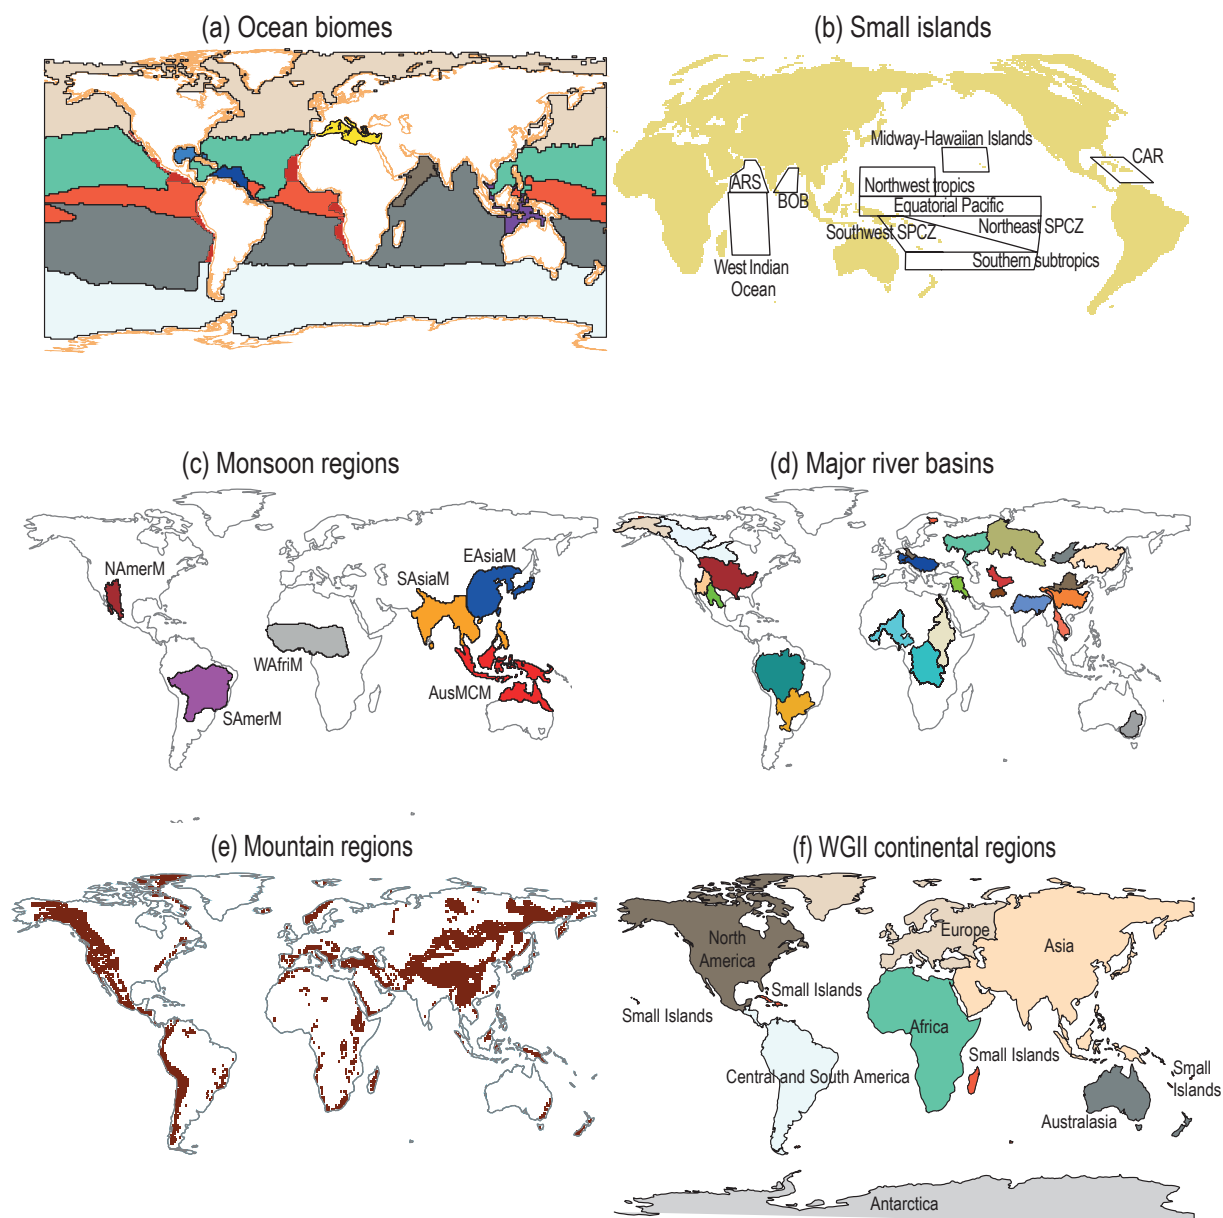 (a) Ocean biomes
(b) Small islands
Midway-Hawaiian Islands
CAR
ARS
BOB
Northwest tropics
Equatorial Pacific
Southwest SPCZ
Northeast SPCZ
Southern subtropics
West Indian
Ocean
(c) Monsoon regions
NAmerM
EAsiaM
SAsiaM
WAfriM
AusMCM
SAmerM
(d) Major river basins
(e) Mountain regions
(f) WGII continental regions
North
America
Europe
Asia
Small Islands
Small Islands
Africa
Small Islands
Central and South America
Small
Islands
Australasia
Antarctica